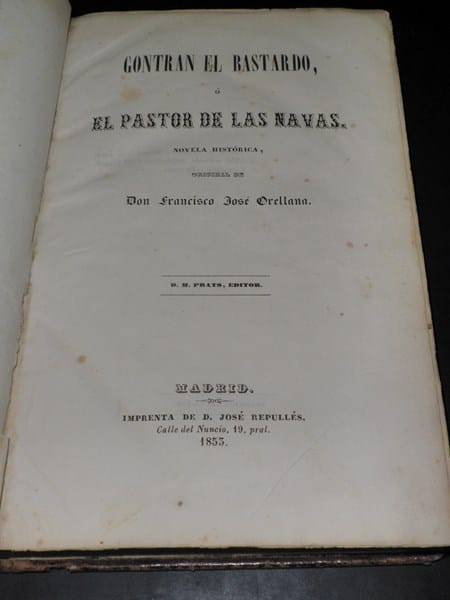 GONTRAN EL BASTARDO,
ó
EL PASTOR DE LAS NAVAS.
NOVELA HISTÓRICA,
ORIGINAL DE
Don Francisco José Orellana.
D. M. PRATS, EDITOR.
MADRID.
IMPRENTA DE D. JOSÉ REPULLÉS,
Calle del Nuncio, 19, pral.
1853.